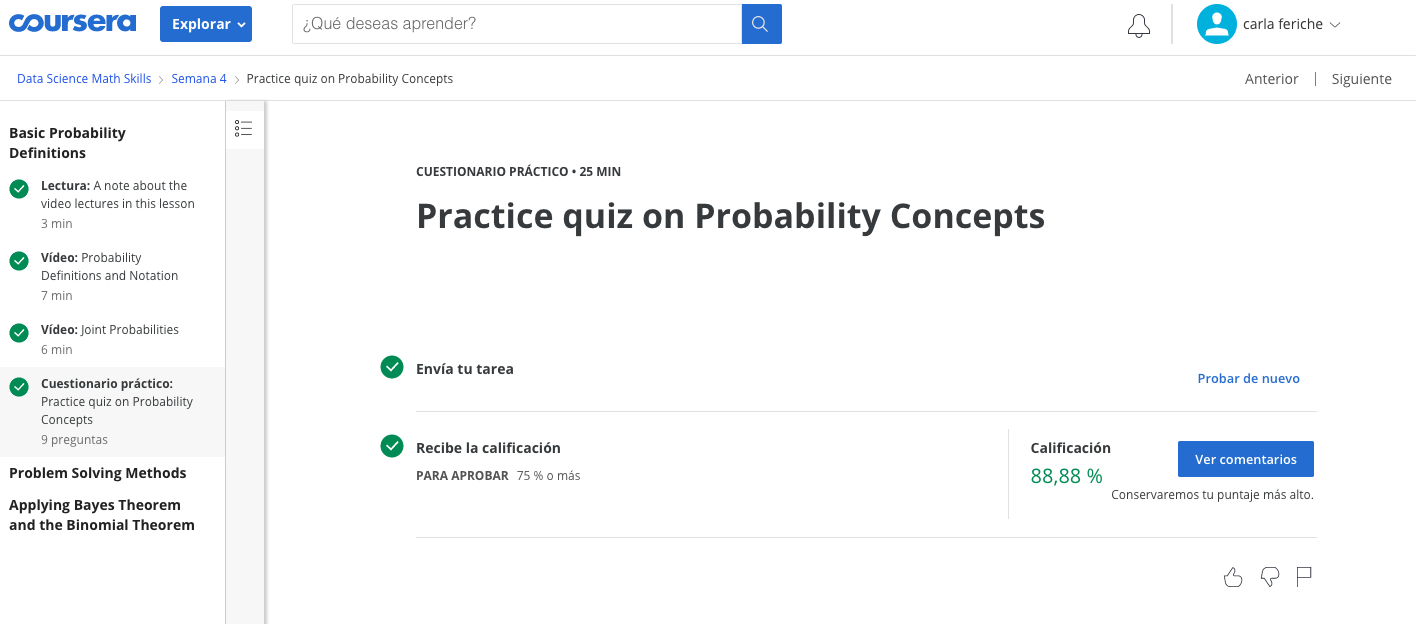 coursera
Explorar
¿Qué deseas aprender?
carla feriche
Data Science Math Skills
Semana 4
Practice quiz on Probability Concepts
Anterior
Siguiente
Basic Probability
Definitions
Lectura: A note about the
video lectures in this lesson
3 min
Vídeo: Probability
Definitions and Notation
7 min
Vídeo: Joint Probabilities
6 min
Cuestionario práctico:
Practice quiz on Probability
Concepts
9 preguntas
Problem Solving Methods
Applying Bayes Theorem
and the Binomial Theorem
CUESTIONARIO PRÁCTICO • 25 MIN
Practice quiz on Probability Concepts
Envía tu tarea
Probar de nuevo
Recibe la calificación
PARA APROBAR 75 % o más
Calificación
88,88 %
Ver comentarios
Conservaremos tu puntaje más alto.